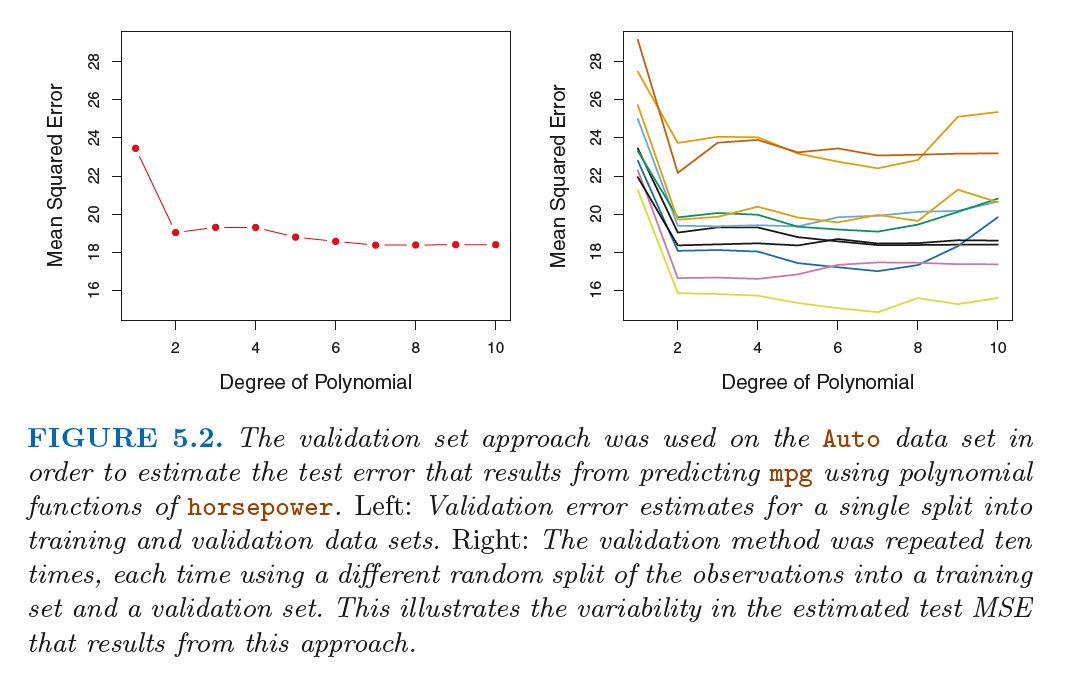 28
26
24
22
20
18
16
Mean Squared Error
2 4 6 8 10
Degree of Polynomial
28
26
24
22
20
18
16
Mean Squared Error
2 4 6 8 10
Degree of Polynomial
FIGURE 5.2. The validation set approach was used on the Auto data set in
order to estimate the test error that results from predicting mpg using polynomial
functions of horsepower. Left: Validation error estimates for a single split into
training and validation data sets. Right: The validation method was repeated ten
times, each time using a different random split of the observations into a training
set and a validation set. This illustrates the variability in the estimated test MSE
that results from this approach.